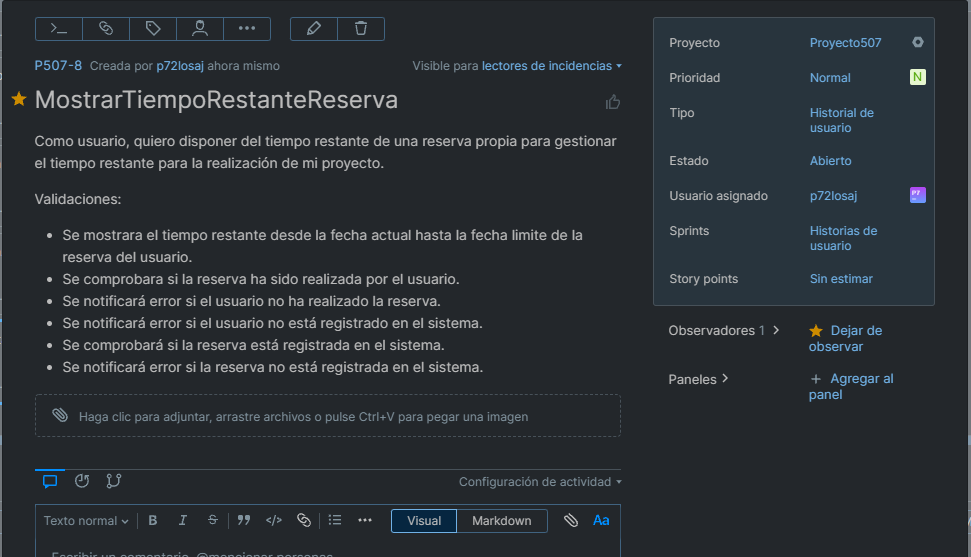 P507-8 Creada por p72losaj ahora mismo
Visible para lectores de incidencias
MostrarTiempoRestanteReserva
Como usuario, quiero disponer del tiempo restante de una reserva propia para gestionar
el tiempo restante para la realización de mi proyecto.
Validaciones:
• Se mostrara el tiempo restante desde la fecha actual hasta la fecha limite de la
reserva del usuario.
• Se comprobara si la reserva ha sido realizada por el usuario.
• Se notificará error si el usuario no ha realizado la reserva.
• Se notificará error si el usuario no está registrado en el sistema.
• Se comprobará si la reserva está registrada en el sistema.
• Se notificará error si la reserva no está registrada en el sistema.
Haga clic para adjuntar, arrastre archivos o pulse Ctrl+V para pegar una imagen
Configuración de actividad
Texto normal B I S Visual Markdown Aa
Escribir un comentario, @mencionar personas
Proyecto Proyecto507
Prioridad Normal N
Tipo Historial de
usuario
Estado Abierto
Usuario asignado p72losaj P7
Sprints Historias de
usuario
Story points Sin estimar
Observadores 1 Dejar de
observar
Paneles Agregar al
panel